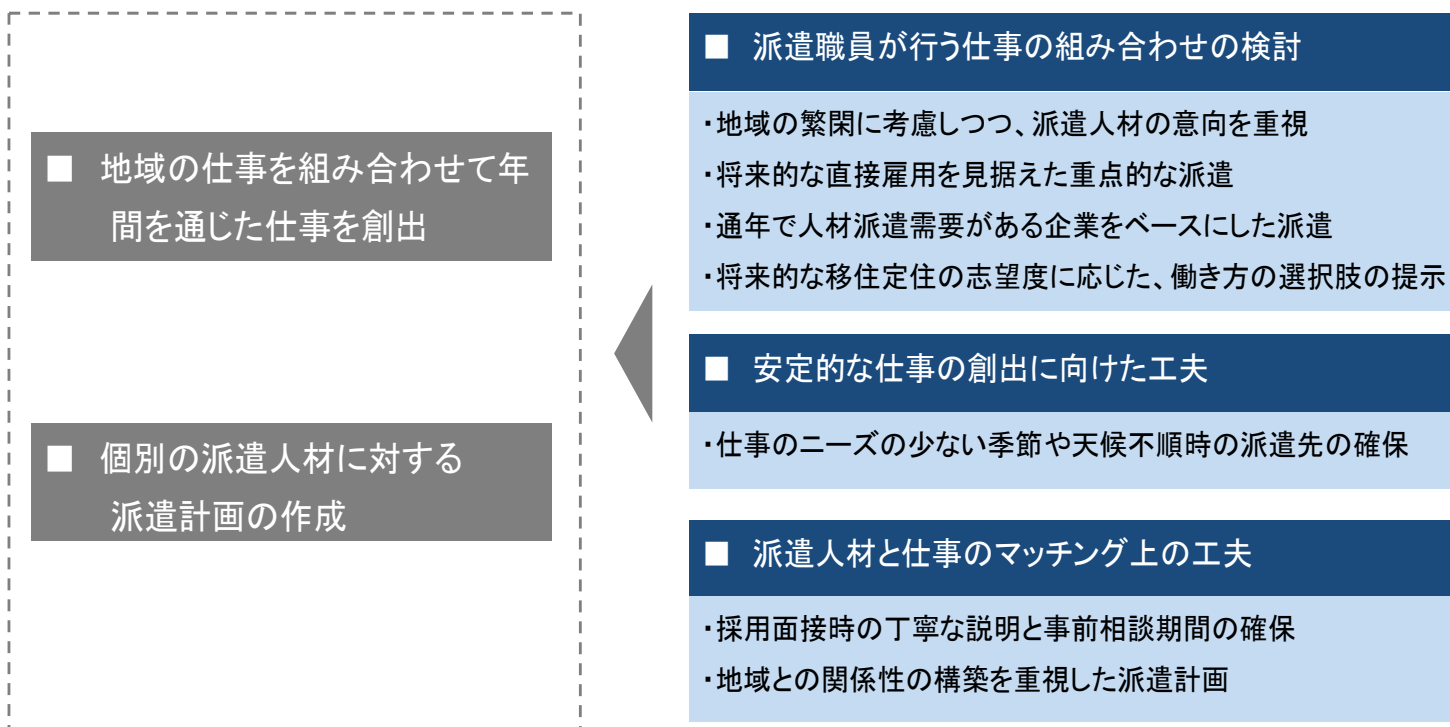 ■ 地域の仕事を組み合わせて年
間を通じた仕事を創出
■ 個別の派遣人材に対する
派遣計画の作成
■ 派遣職員が行う仕事の組み合わせの検討
・地域の繁閑に考慮しつつ、派遣人材の意向を重視
・将来的な直接雇用を見据えた重点的な派遣
・通年で人材派遣需要がある企業をベースにした派遣
・将来的な移住定住の志望度に応じた、働き方の選択肢の提示
■ 安定的な仕事の創出に向けた工夫
・仕事のニーズの少ない季節や天候不順時の派遣先の確保
■ 派遣人材と仕事のマッチング上の工夫
・採用面接時の丁寧な説明と事前相談期間の確保
・地域との関係性の構築を重視した派遣計画